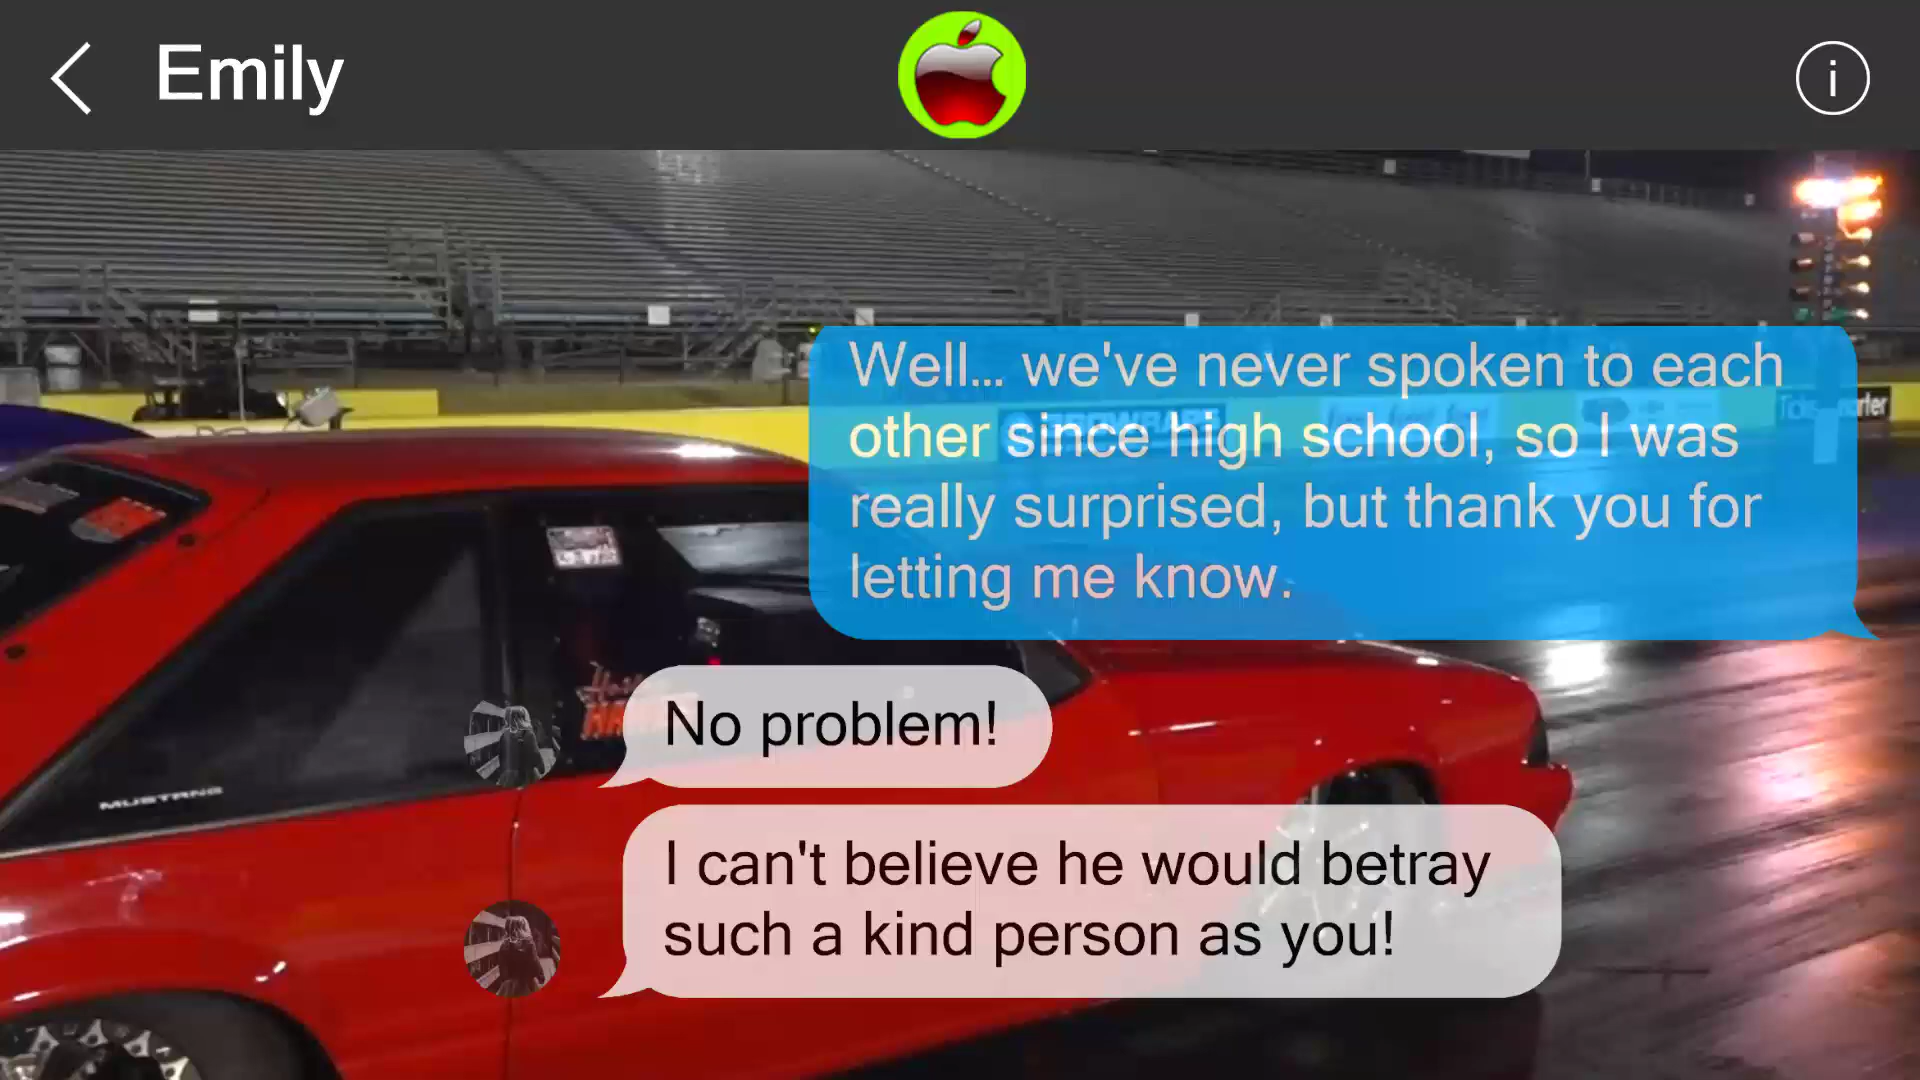 Emily
i
Well... we've never spoken to each
other since high school, so I was
really surprised, but thank you for
letting me know.
No problem!
I can't believe he would betray
such a kind person as you!
MUSTANG